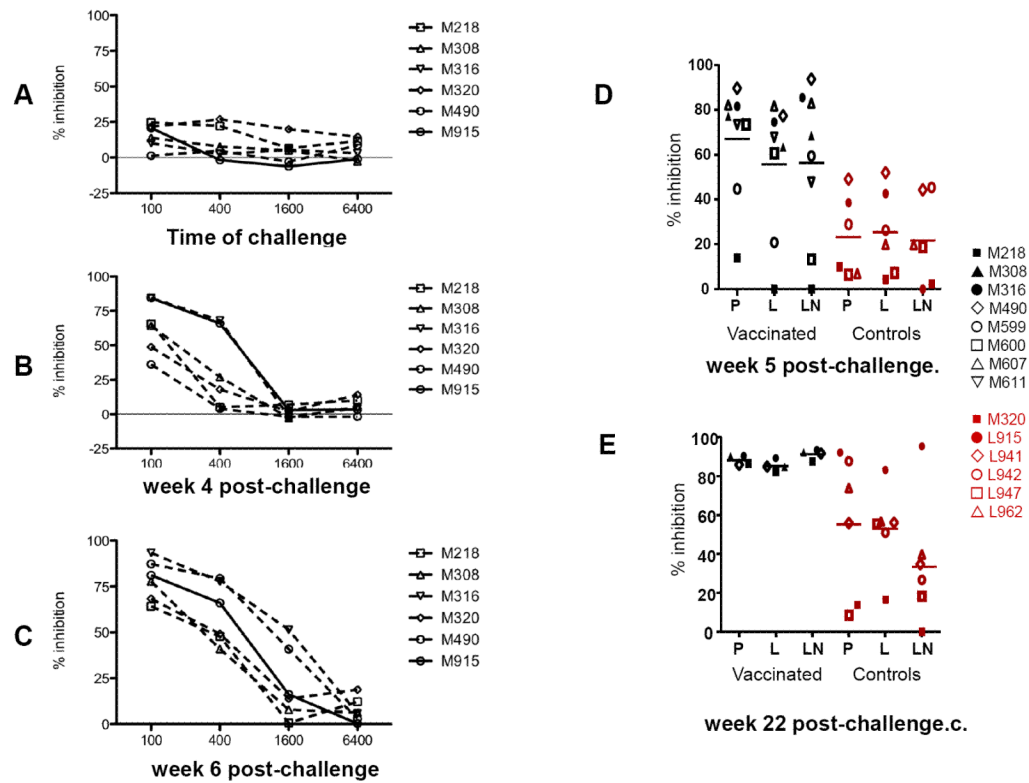 A
% inhibition
100
75
50
25
0
-25
100 400 1600 6400
Time of challenge
M218
M308
M316
M320
M490
M915
B
% inhibition
100
75
50
25
0
-25
100 400 1600 6400
week 4 post-challenge
M218
M308
M316
M320
M490
M915
C
% inhibition
100
75
50
25
0
100 400 1600 6400
week 6 post-challenge
M218
M308
M316
M320
M490
M915
D
% inhibition
100
80
60
40
20
0
P L LN P L LN
Vaccinated Controls
week 5 post-challenge.
E
% inhibition
100
80
60
40
20
0
P L LN P L LN
Vaccinated Controls
week 22 post-challenge.c.
M218
M308
M316
M490
M599
M600
M607
M611
M320
L915
L941
L942
L947
L962